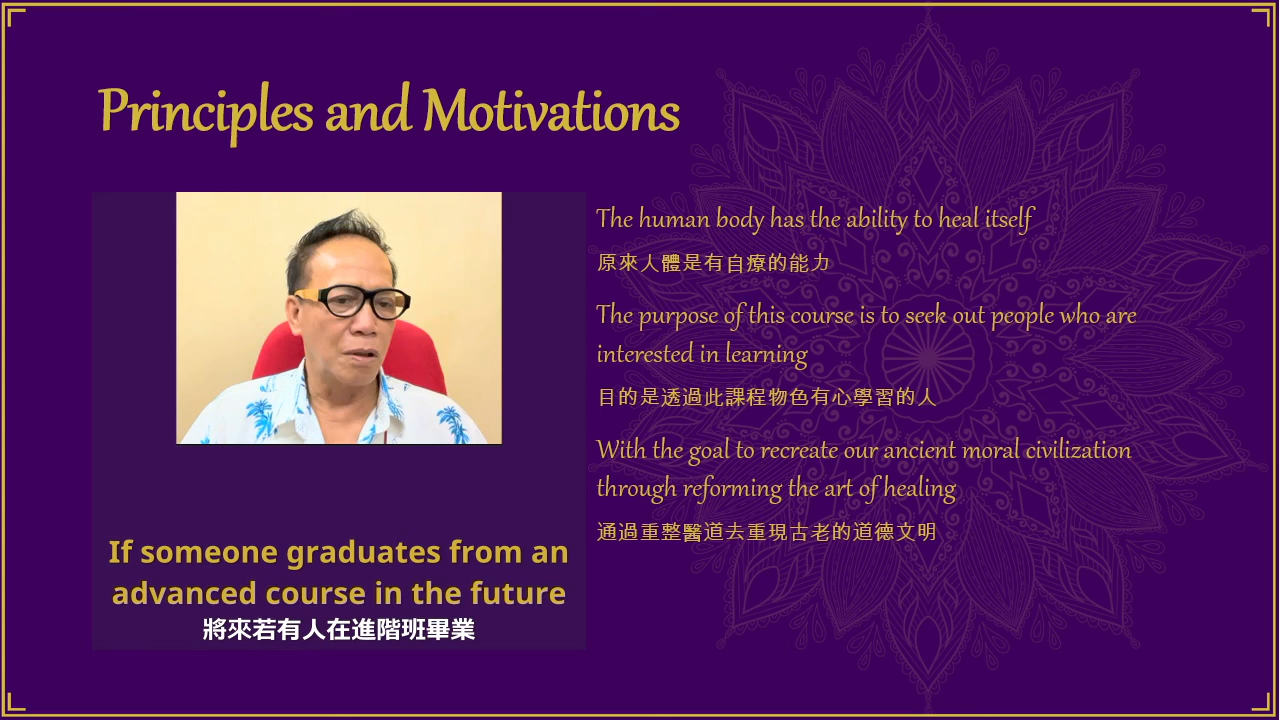 Principles and Motivations
The human body has the ability to heal itself
原來人體是有自療的能力
The purpose of this course is to seek out people who are
interested in learning
目的是透過此課程物色有心學習的人
With the goal to recreate our ancient moral civilization
through reforming the art of healing
通過重整醫道去重現古老的道德文明
If someone graduates from an
advanced course in the future
將來若有人在進階班畢業